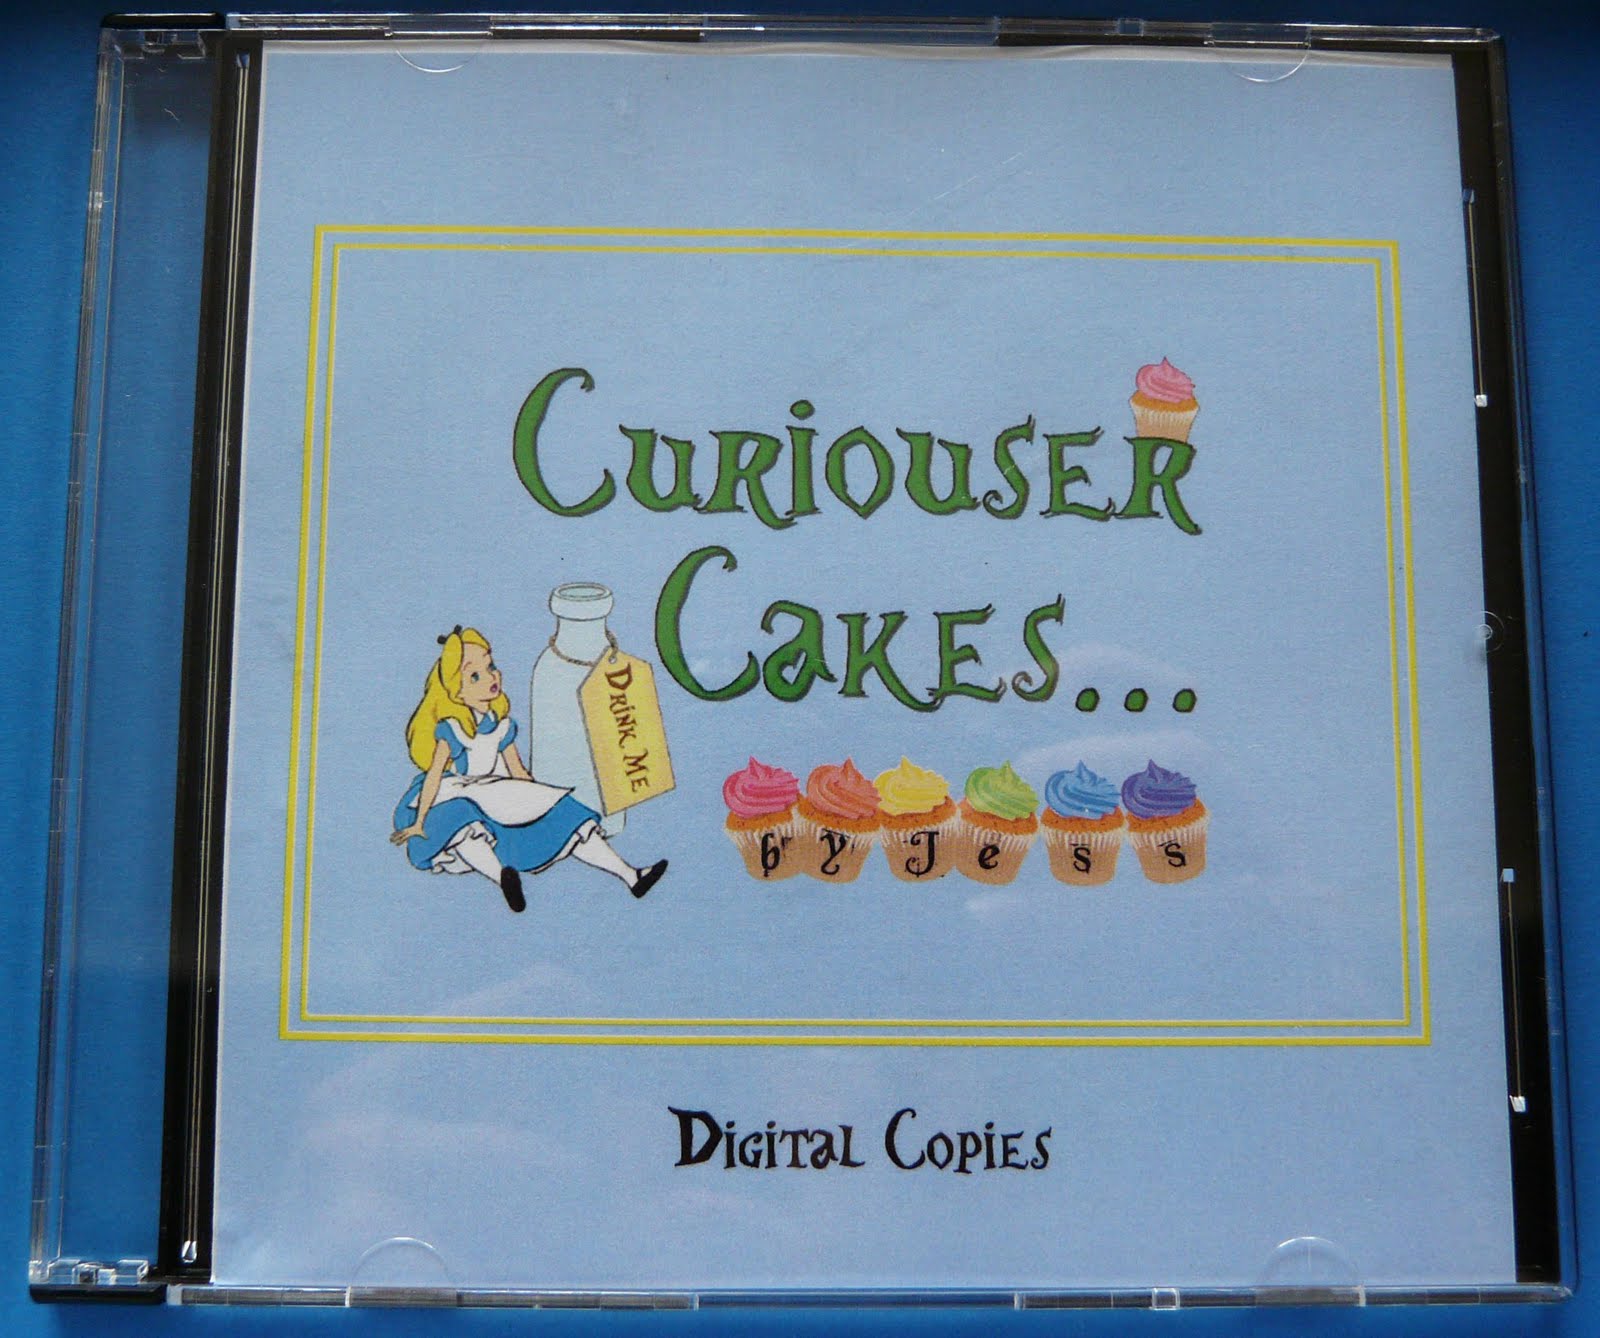 Curiouser
Cakes...
Drink Me
by Jess
Digital Copies